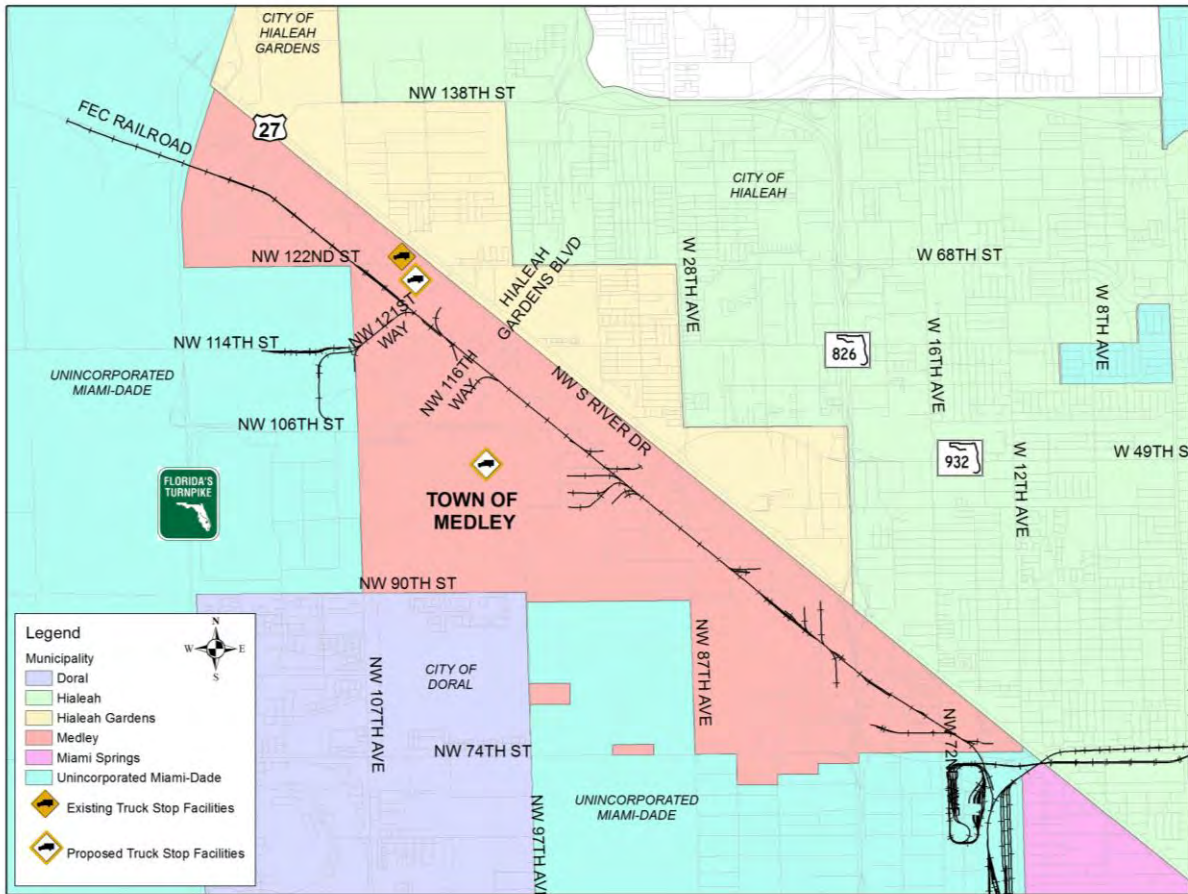 CITY OF
HIALEAH
GARDENS
NW 138TH ST
FEC RAILROAD
27
CITY OF
HIALEAH
NW 122ND ST
HIALEAH
GARDENS BLVD
W 28TH AVE
W 68TH ST
W 8TH AVE
NW 121ST
WAY
NW 114TH ST
826
W 16TH AVE
UNINCORPORATED
MIAMI-DADE
NW 116TH
WAY
NW S RIVER DR
NW 106TH ST
932
W 12TH AVE
W 49TH S
FLORIDA'S
TURNPIKE
TOWN OF
MEDLEY
NW 90TH ST
Legend
N
W
E
S
Municipality
Doral
Hialeah
Hialeah Gardens
Medley
Miami Springs
Unincorporated Miami-Dade
Existing Truck Stop Facilities
Proposed Truck Stop Facilities
NW 107TH AVE
CITY OF
DORAL
NW 87TH AVE
NW 74TH ST
NW 97TH AV
UNINCORPORATED
MIAMI-DADE